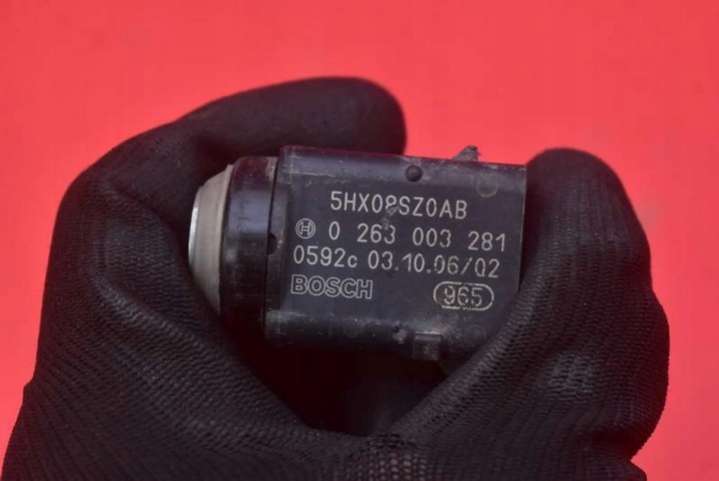 5HX08SZ0AB
0 263 003 281
0592c 03.10.06/02
BOSCH 965